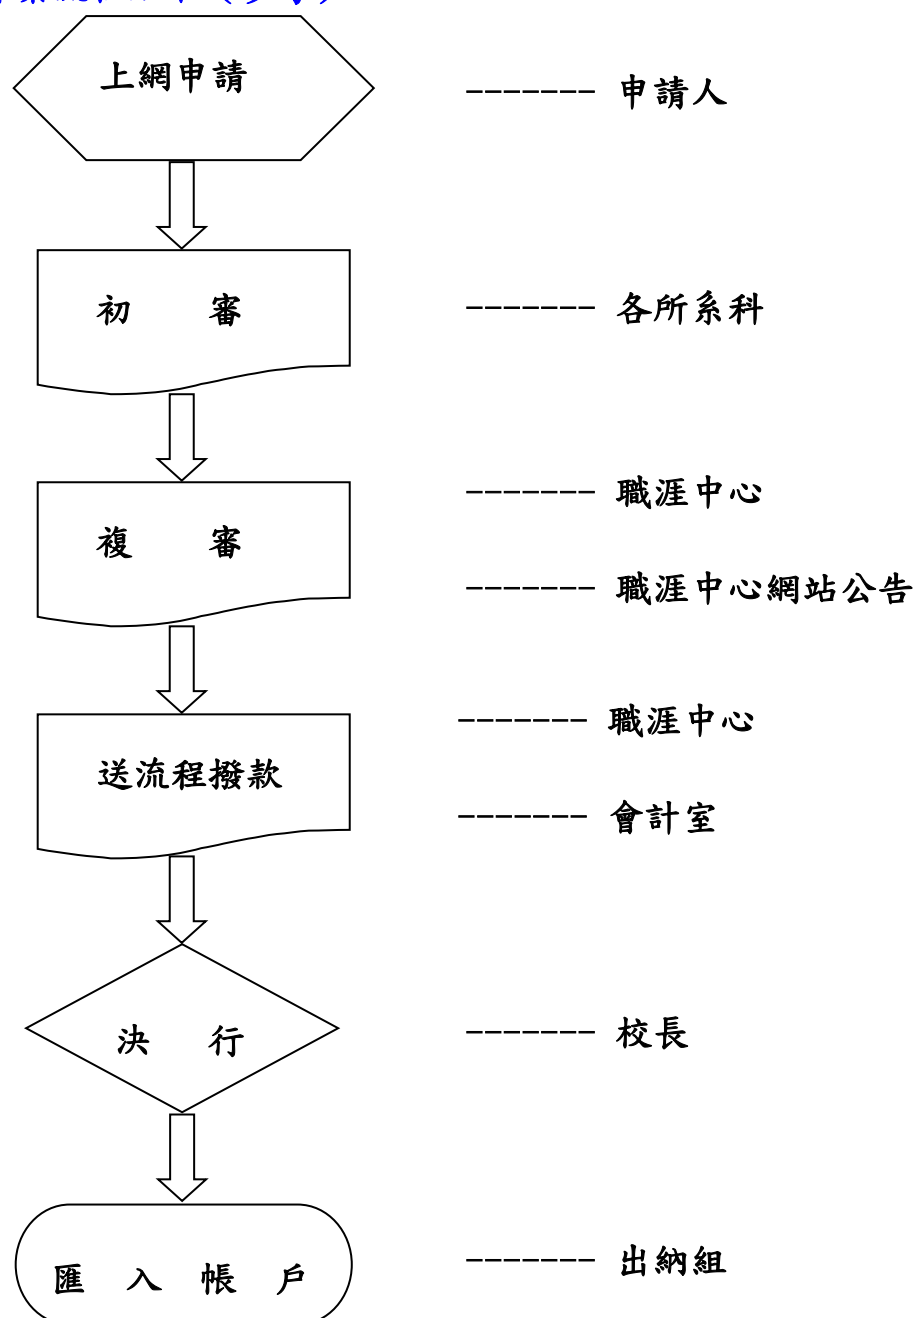 上網申請 ------- 申請人
初 審 ------- 各所系科
------- 職涯中心
複 審
------- 職涯中心網站公告
------- 職涯中心
送流程撥款
------- 會計室
決 行 ------- 校長
匯 入 帳 戶 ------- 出納組